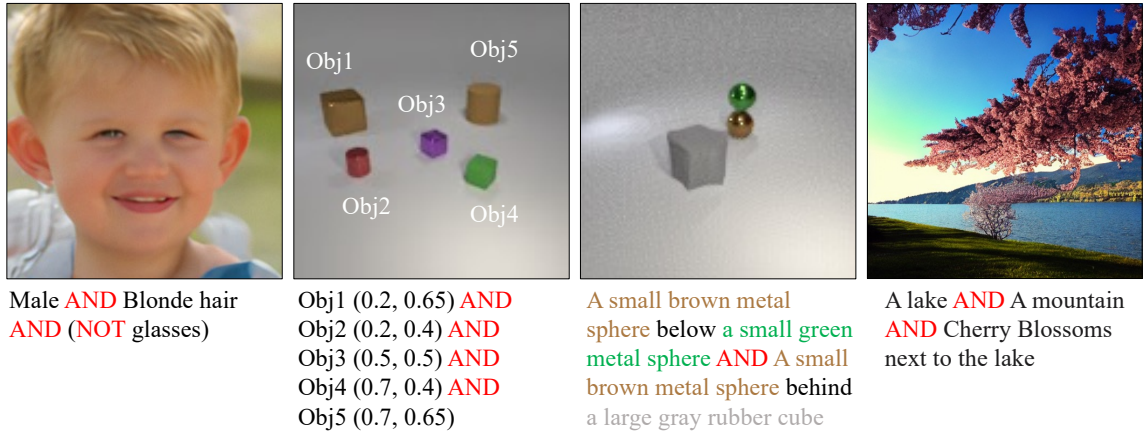 Obj1
Obj5
Obj3
Obj2
Obj4
Male AND Blonde hair
AND (NOT glasses)
Obj1 (0.2, 0.65) AND
Obj2 (0.2, 0.4) AND
Obj3 (0.5, 0.5) AND
Obj4 (0.7, 0.4) AND
Obj5 (0.7, 0.65)
A small brown metal
sphere below a small green
metal sphere AND A small
brown metal sphere behind
a large gray rubber cube
A lake AND A mountain
AND Cherry Blossoms
next to the lake